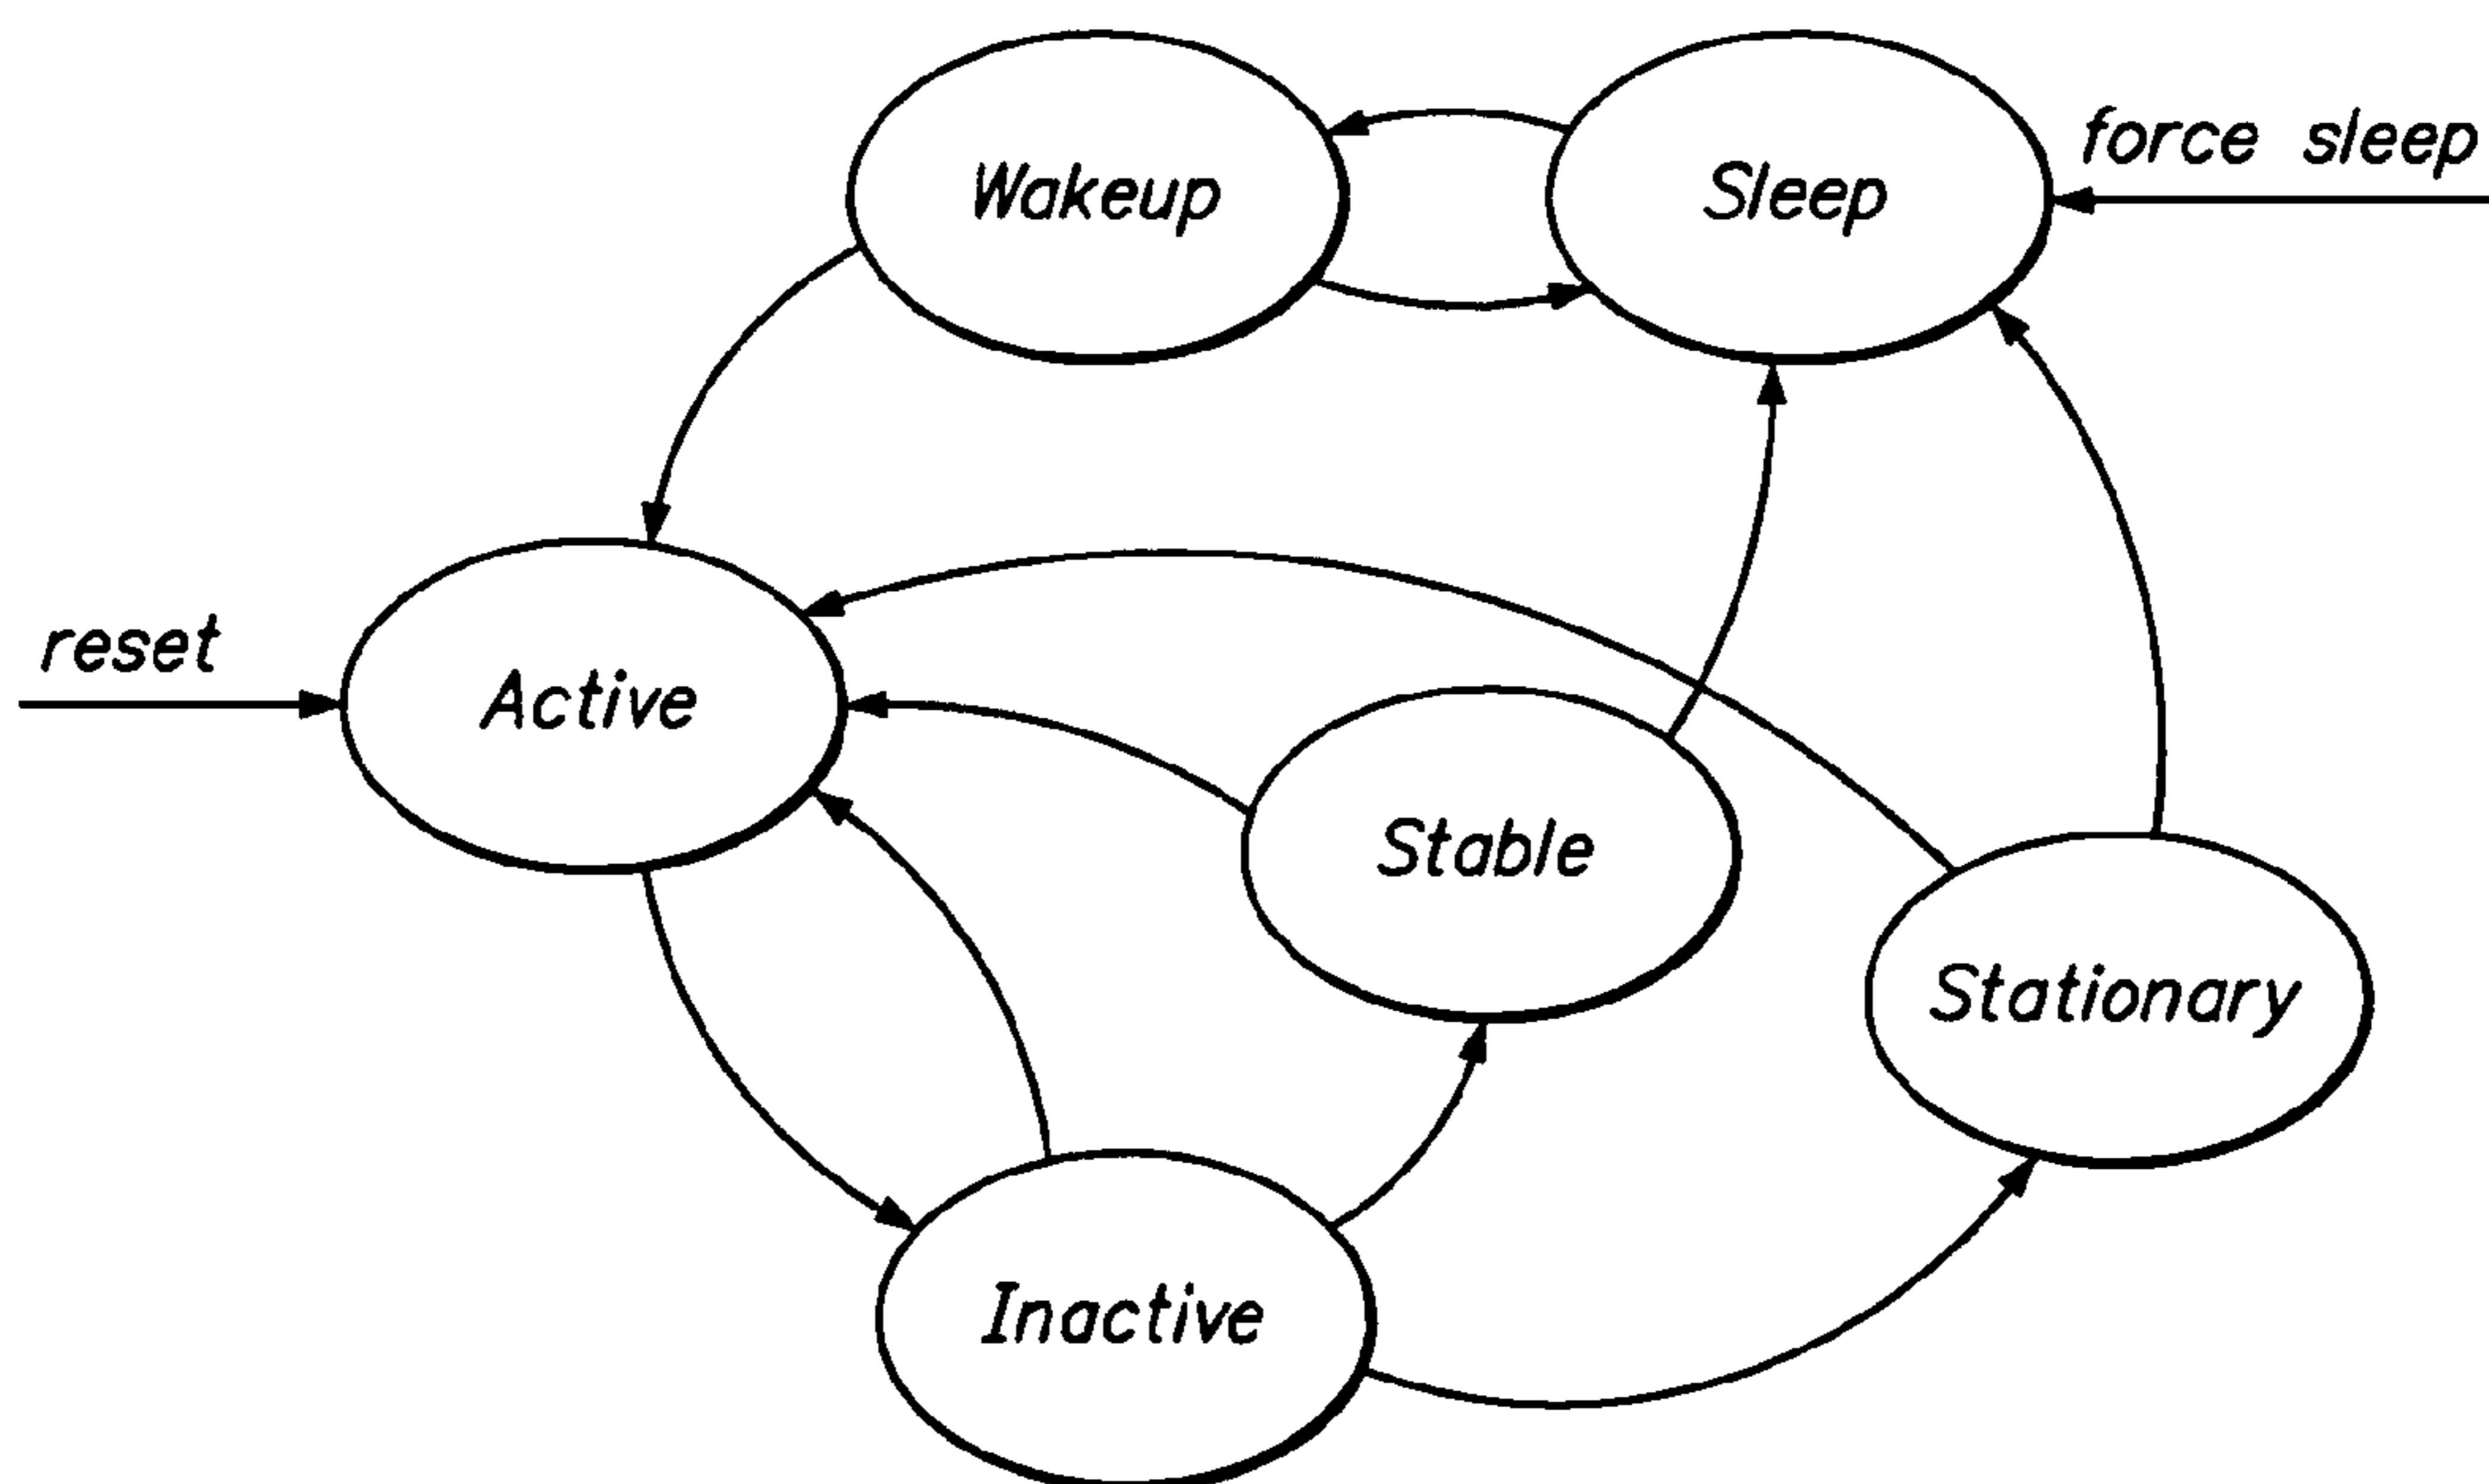 force sleep
Wakeup
Sleep
reset
Active
Stable
Stationary
Inactive